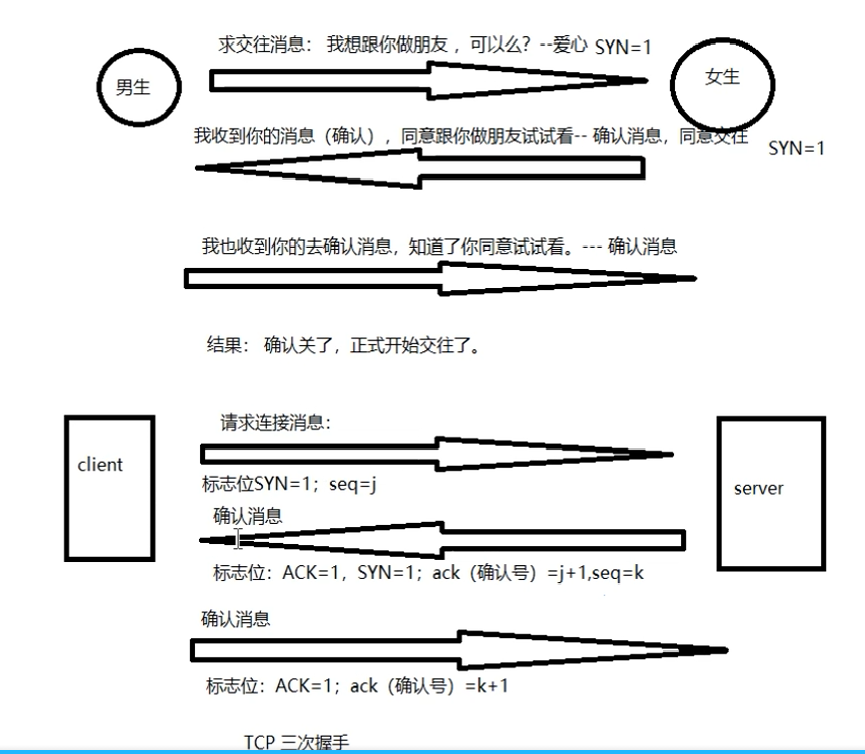 求交往消息： 我想跟你做朋友 ，可以么？--爱心 SYN=1
男生
女生
我收到你的消息（确认），同意跟你做朋友试试看-- 确认消息，同意交往
SYN=1
我也收到你的去确认消息，知道了你同意试试看。--- 确认消息
结果： 确认关了，正式开始交往了。
请求连接消息：
client
server
标志位SYN=1；seq=j
确认消息
标志位：ACK=1，SYN=1；ack（确认号）=j+1,seq=k
确认消息
标志位：ACK=1；ack（确认号）=k+1
TCP 三次握手